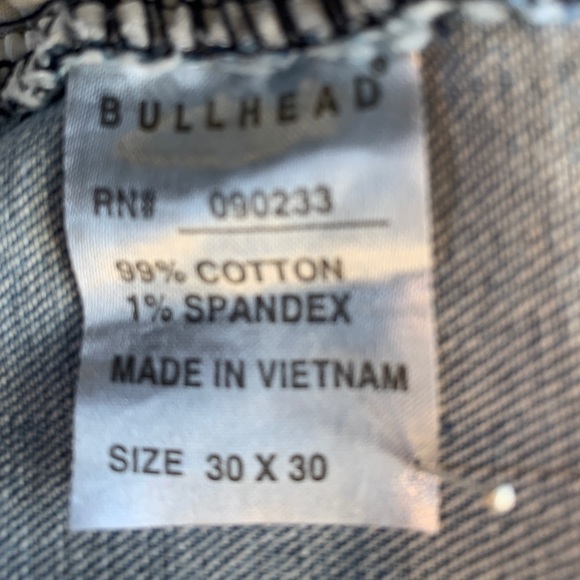 BULLHEAD
RN# 090233
99% COTTON
1% SPANDEX
MADE IN VIETNAM
SIZE 30 X 30